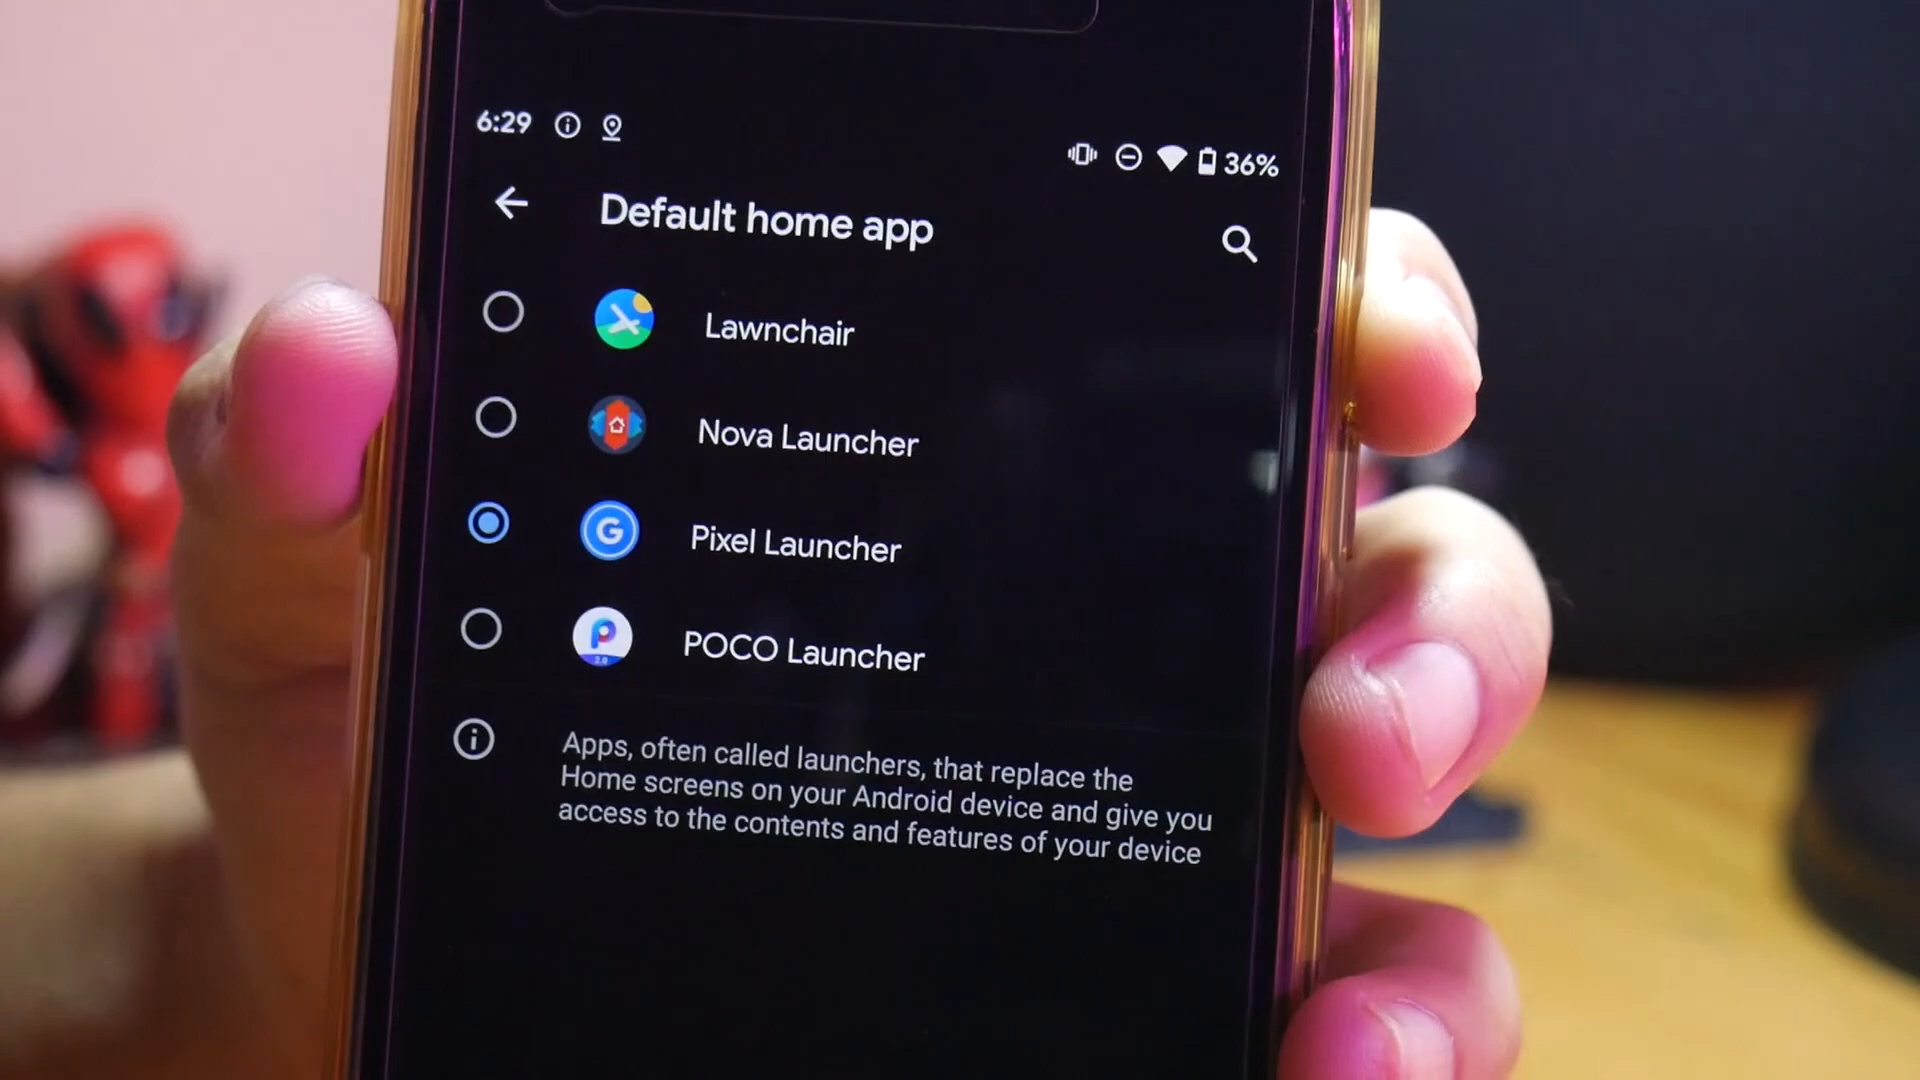 6:29
36%
Default home app
Lawnchair
Nova Launcher
G
Pixel Launcher
P
2.0
POCO Launcher
Apps, often called launchers, that replace the
Home screens on your Android device and give you
access to the contents and features of your device